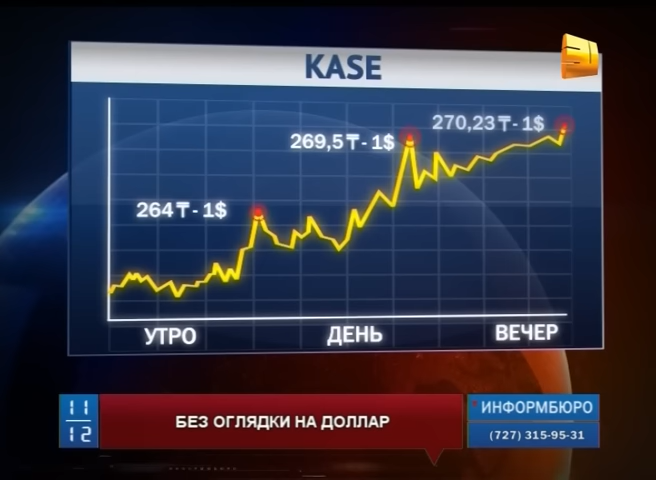 KASE
31
270,23₸-1$
269,5₸-1$
264₸-1$
УТРО
ДЕНЬ
ВЕЧЕР
11
12
БЕЗ ОГЛЯДКИ НА ДОЛЛАР
ИНФОРМБЮРО
(727) 315-95-31